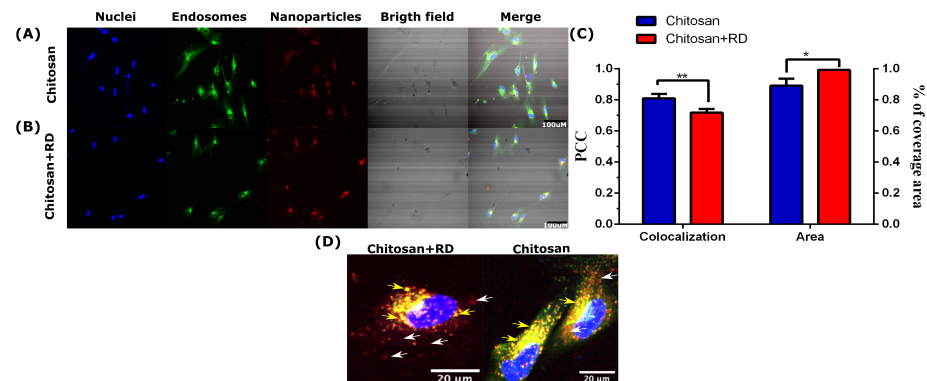 Nuclei Endosomes Nanoparticles Brigth field Merge
(A)
Chitosan
100uM
(B)
Chitosan+RD
100uM
(C)
Chitosan
Chitosan+RD
** *
1.0 1.0
0.8 0.8
0.6 0.6
0.4 0.4
0.2 0.2
0.0 0.0
PCC
% of coverage area
Colocalization Area
(D)
Chitosan+RD Chitosan
20 µm 20 µm